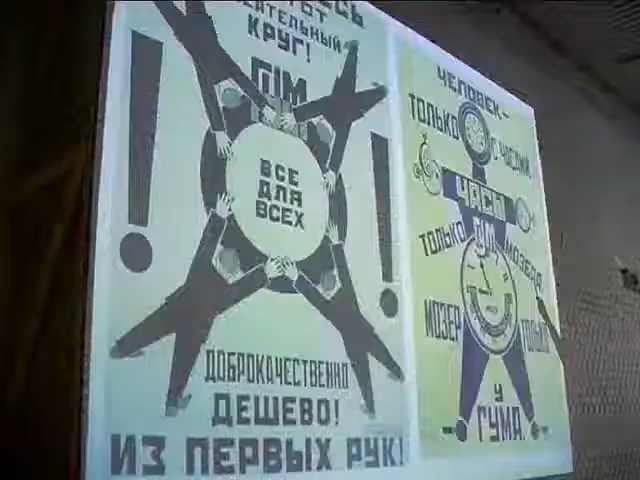 КРУГ!
ГУМ
ВСЕ
ДЛЯ
ВСЕХ
ДОБРОКАЧЕСТВЕННО
ДЕШЕВО!
ИЗ ПЕРВЫХ РУК!
ЧЕЛОВЕК-
ТОЛЬКО С ЧАСАМИ.
ЧАСЫ
ТОЛЬКО МОЗЕРА
МОЗЕР ТОЛЬКО
У
ГУМА.